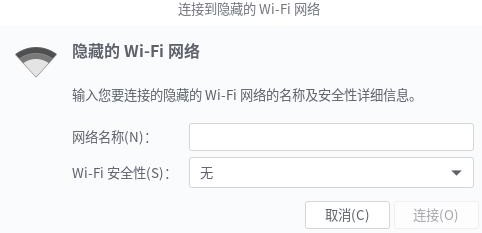 连接到隐藏的 Wi-Fi 网络
隐藏的 Wi-Fi 网络
输入您要连接的隐藏的 Wi-Fi 网络的名称及安全性详细信息。
网络名称(N)：
Wi-Fi 安全性(S)： 无
取消(C) 连接(O)